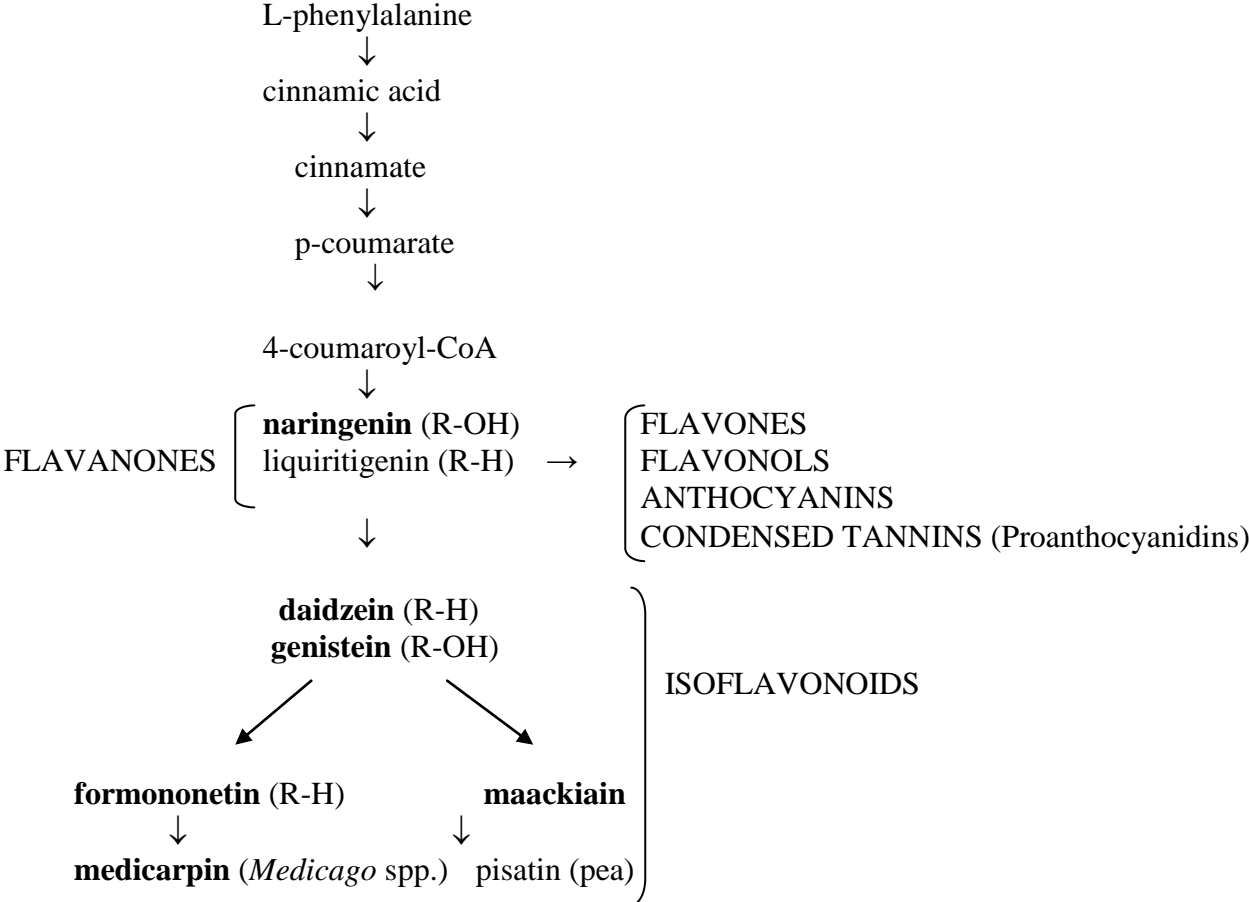 L-phenylalanine
↓
cinnamic acid
↓
cinnamate
↓
p-coumarate
↓
4-coumaroyl-CoA
↓
naringenin (R-OH) FLAVONES
FLAVANONES liquiritigenin (R-H) → FLAVONOLS
ANTHOCYANINS
↓ CONDENSED TANNINS (Proanthocyanidins)
daidzein (R-H)
genistein (R-OH)
ISOFLAVONOIDS
formononetin (R-H) maackiain
↓ ↓
medicarpin (Medicago spp.) pisatin (pea)